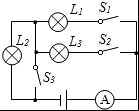 L₁ S₁
L₂ L₃ S₂
S₃
A